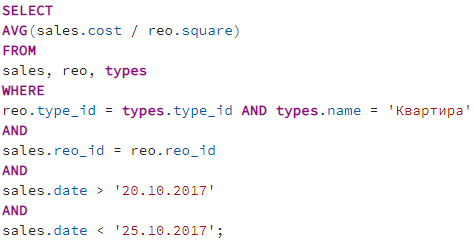 SELECT
AVG(sales.cost / reo.square)
FROM
sales, reo, types
WHERE
reo.type_id = types.type_id AND types.name = 'Квартира'
AND
sales.reo_id = reo.reo_id
AND
sales.date > '20.10.2017'
AND
sales.date < '25.10.2017';